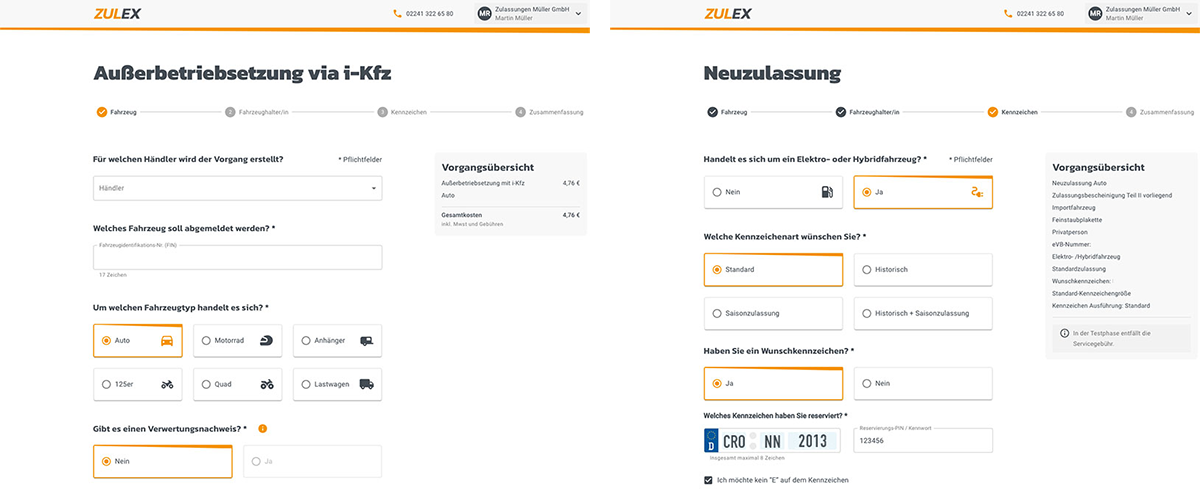 ZULEX
02241 322 65 80
MR
Zulassungen Müller GmbH
Martin Müller
Außerbetriebsetzung via i-Kfz
Fahrzeug
2 Fahrzeughalter/in
3 Kennzeichen
4 Zusammenfassung
Für welchen Händler wird der Vorgang erstellt?
* Pflichtfelder
Händler
Welches Fahrzeug soll abgemeldet werden? *
Fahrzeugidentifikations-Nr. (FIN)
17 Zeichen
Um welchen Fahrzeugtyp handelt es sich? *
Auto
Motorrad
Anhänger
125er
Quad
Lastwagen
Gibt es einen Verwertungsnachweis? *
Nein
Ja
Vorgangsübersicht
Außerbetriebsetzung mit i-Kfz 4,76 €
Auto
Gesamtkosten 4,76 €
inkl. Mwst und Gebühren.
ZULEX
02241 322 65 80
MR
Zulassungen Müller GmbH
Martin Müller
Neuzulassung
Fahrzeug
Fahrzeughalter/in
Kennzeichen
4 Zusammenfassung
Handelt es sich um ein Elektro- oder Hybridfahrzeug? *
* Pflichtfelder
Nein
Ja
Welche Kennzeichenart wünschen Sie? *
Standard
Historisch
Saisonzulassung
Historisch + Saisonzulassung
Haben Sie ein Wunschkennzeichen? *
Ja
Nein
Welches Kennzeichen haben Sie reserviert? *
D CRO NN 2013
Insgesamt maximal 8 Zeichen
Reservierungs-PIN / Kennwort
123456
Ich möchte kein "E" auf dem Kennzeichen
Vorgangsübersicht
Neuzulassung Auto
Zulassungsbescheinigung Teil II vorliegend
Importfahrzeug
Feinstaubplakette
Privatperson
eVB-Nummer:
Elektro- /Hybridfahrzeug
Standardzulassung
Wunschkennzeichen:
Standard-Kennzeichengröße
Kennzeichen Ausführung: Standard
In der Testphase entfällt die
Servicegebühr.